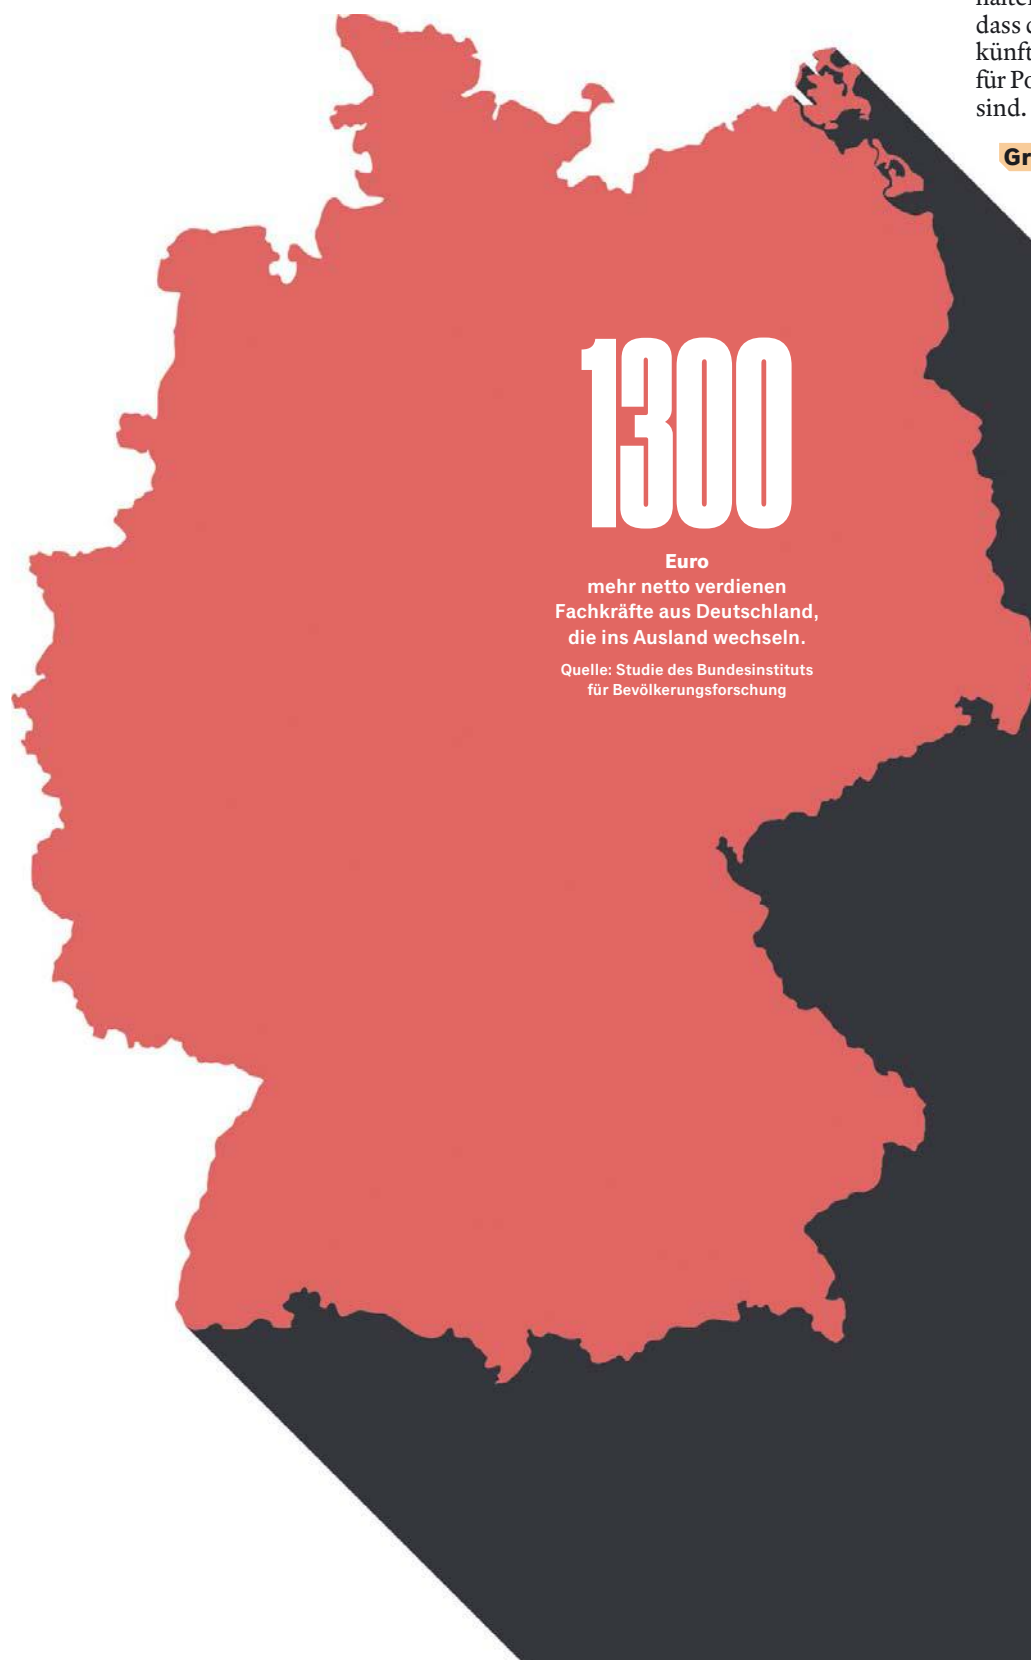 dass
künft
für Po
sind.
Gr
1300
Euro
mehr netto verdienen
Fachkräfte aus Deutschland,
die ins Ausland wechseln.
Quelle: Studie des Bundesinstituts
für Bevölkerungsforschung